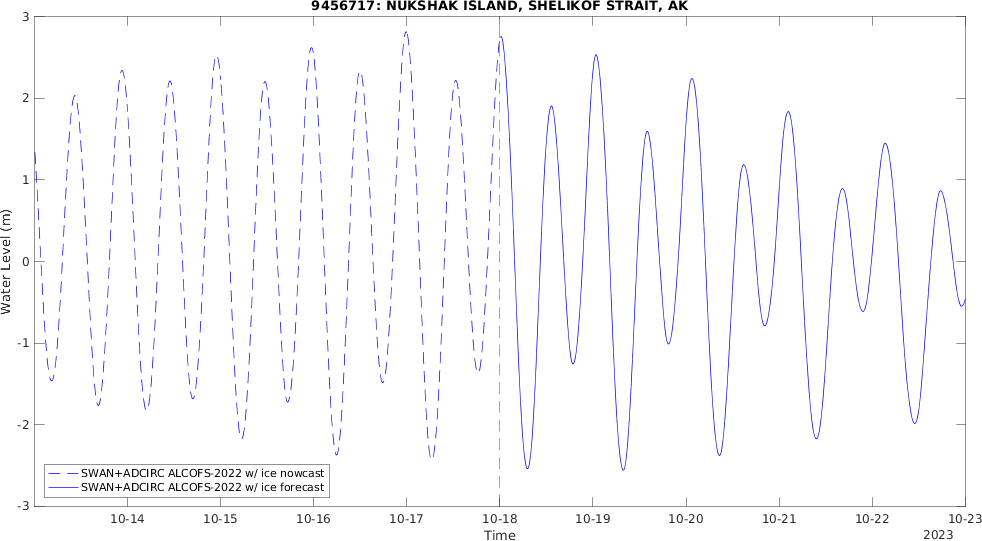 9456717: NUKSHAK ISLAND, SHELIKOF STRAIT, AK
3
2
1
0
-1
-2
-3
Water Level (m)
SWAN+ADCIRC ALCOFS-2022 w/ ice nowcast
SWAN+ADCIRC ALCOFS-2022 w/ ice forecast
10-14 10-15 10-16 10-17 10-18 10-19 10-20 10-21 10-22 10-23
Time
2023